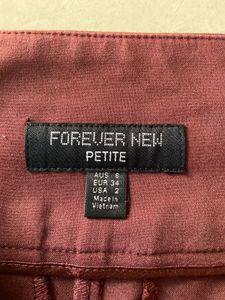 FOREVER NEW
PETITE
AUS 6
EUR 34
USA 2
Made in
Vietnam